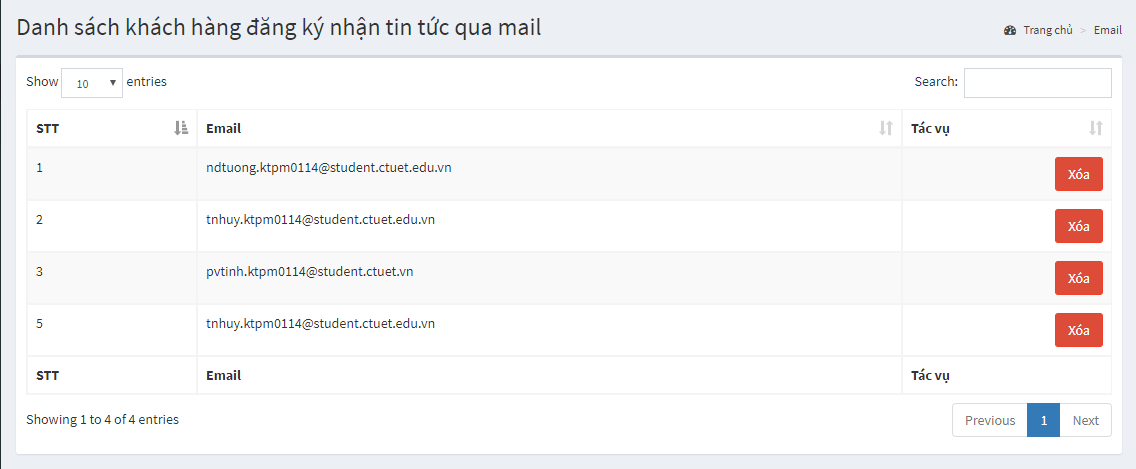 Danh sách khách hàng đăng ký nhận tin tức qua mail
Trang chủ > Email
Show 10 entries
Search:
STT Email Tác vụ
1 ndtuong.ktpm0114@student.ctuet.edu.vn Xóa
2 tnhuy.ktpm0114@student.ctuet.edu.vn Xóa
3 pvtinh.ktpm0114@student.ctuet.vn Xóa
5 tnhuy.ktpm0114@student.ctuet.edu.vn Xóa
STT Email Tác vụ
Showing 1 to 4 of 4 entries
Previous 1 Next